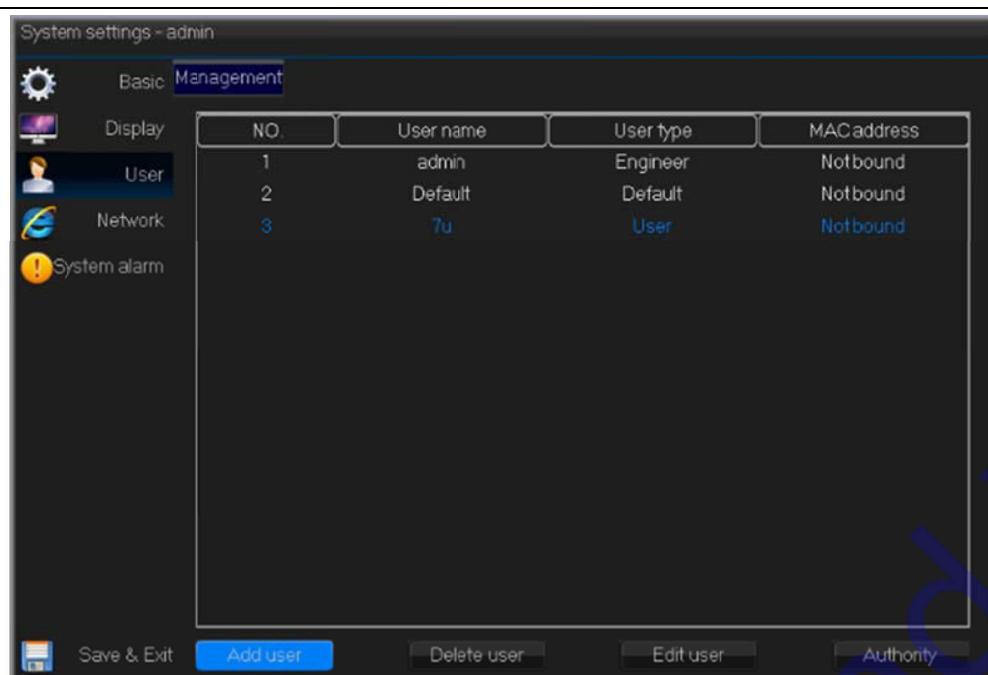 System settings - admin
Basic Management
Display
User
Network
System alarm
NO. User name User type MAC address
1 admin Engineer Not bound
2 Default Default Not bound
3 7u User Not bound
Save & Exit Add user Delete user Edit user Authority